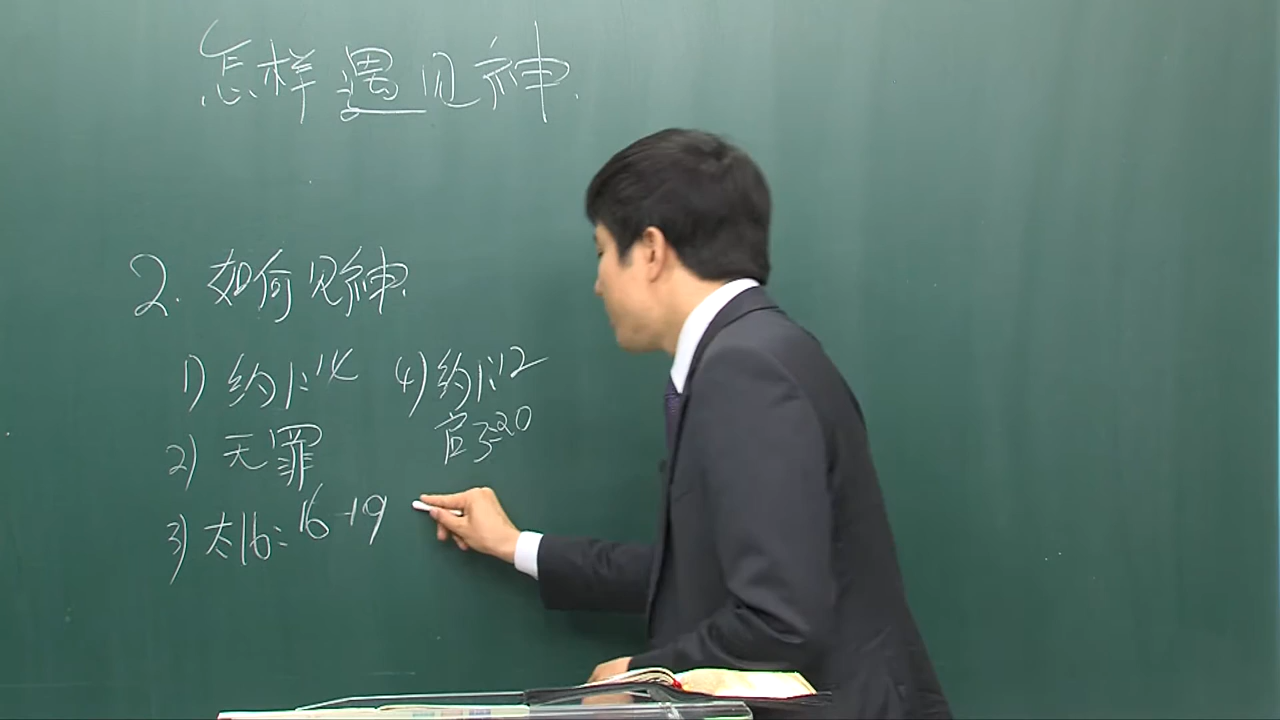 怎样遇见神.
2. 如何见神.
1) 约1:14
2) 无罪
3) 太16:16-19
4) 约1:12
启3:20